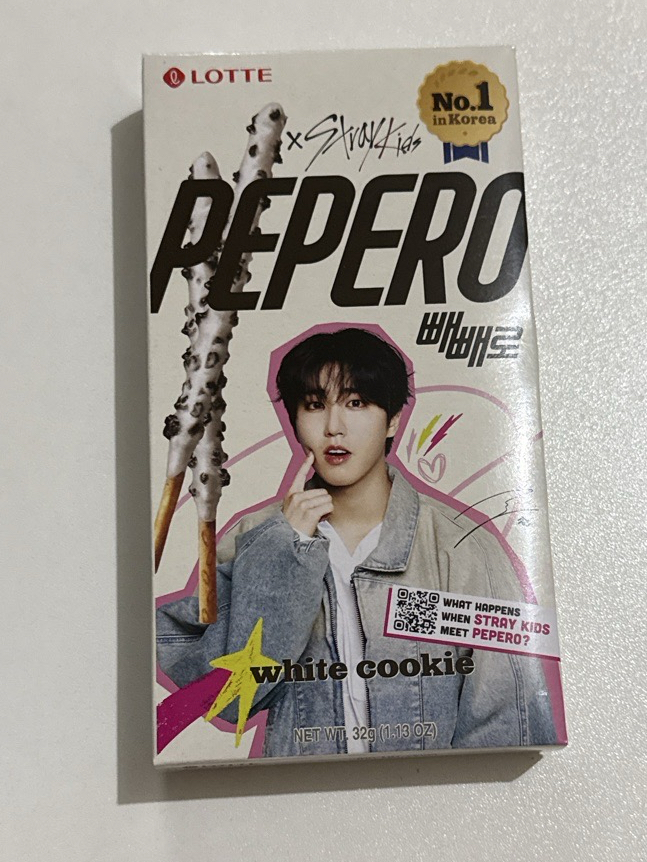 LOTTE
x Stray Kids
No.1
in Korea
PEPERO
빼빼로
WHAT HAPPENS
WHEN STRAY KIDS
MEET PEPERO?
white cookie
NET WT. 32g (1.13 OZ)